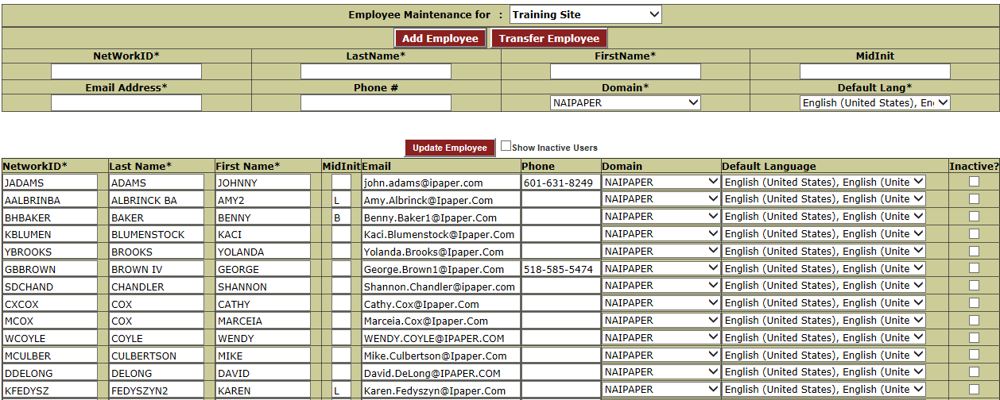 Employee Maintenance for : Training Site
Add Employee Transfer Employee
NetWorkID* LastName* FirstName* MidInit
Email Address* Phone # Domain* Default Lang*
NAIPAPER English (United States), En
Update Employee Show Inactive Users
NetworkID* Last Name* First Name* MidInit Email Phone Domain Default Language Inactive?
JADAMS ADAMS JOHNNY john.adams@ipaper.com 601-631-8249 NAIPAPER English (United States), English (Unite
AALBRINBA ALBRINCK BA AMY2 L Amy.Albrinck@Ipaper.Com NAIPAPER English (United States), English (Unite
BHBAKER BAKER BENNY B Benny.Baker1@Ipaper.Com NAIPAPER English (United States), English (Unite
KBLUMEN BLUMENSTOCK KACI Kaci.Blumenstock@Ipaper.Com NAIPAPER English (United States), English (Unite
YBROOKS BROOKS YOLANDA Yolanda.Brooks@Ipaper.Com NAIPAPER English (United States), English (Unite
GBBROWN BROWN IV GEORGE George.Brown1@Ipaper.Com 518-585-5474 NAIPAPER English (United States), English (Unite
SDCHAND CHANDLER SHANNON Shannon.Chandler@ipaper.com NAIPAPER English (United States), English (Unite
CXCOX COX CATHY Cathy.Cox@Ipaper.Com NAIPAPER English (United States), English (Unite
MCOX COX MARCEIA Marceia.Cox@Ipaper.Com NAIPAPER English (United States), English (Unite
WCOYLE COYLE WENDY WENDY.COYLE@IPAPER.COM NAIPAPER English (United States), English (Unite
MCULBER CULBERTSON MIKE Mike.Culbertson@Ipaper.Com NAIPAPER English (United States), English (Unite
DDELONG DELONG DAVID David.DeLong@IPAPER.COM NAIPAPER English (United States), English (Unite
KFEDYSZ FEDYSZYN2 KAREN L Karen.Fedyszyn@Ipaper.Com NAIPAPER English (United States), English (Unite